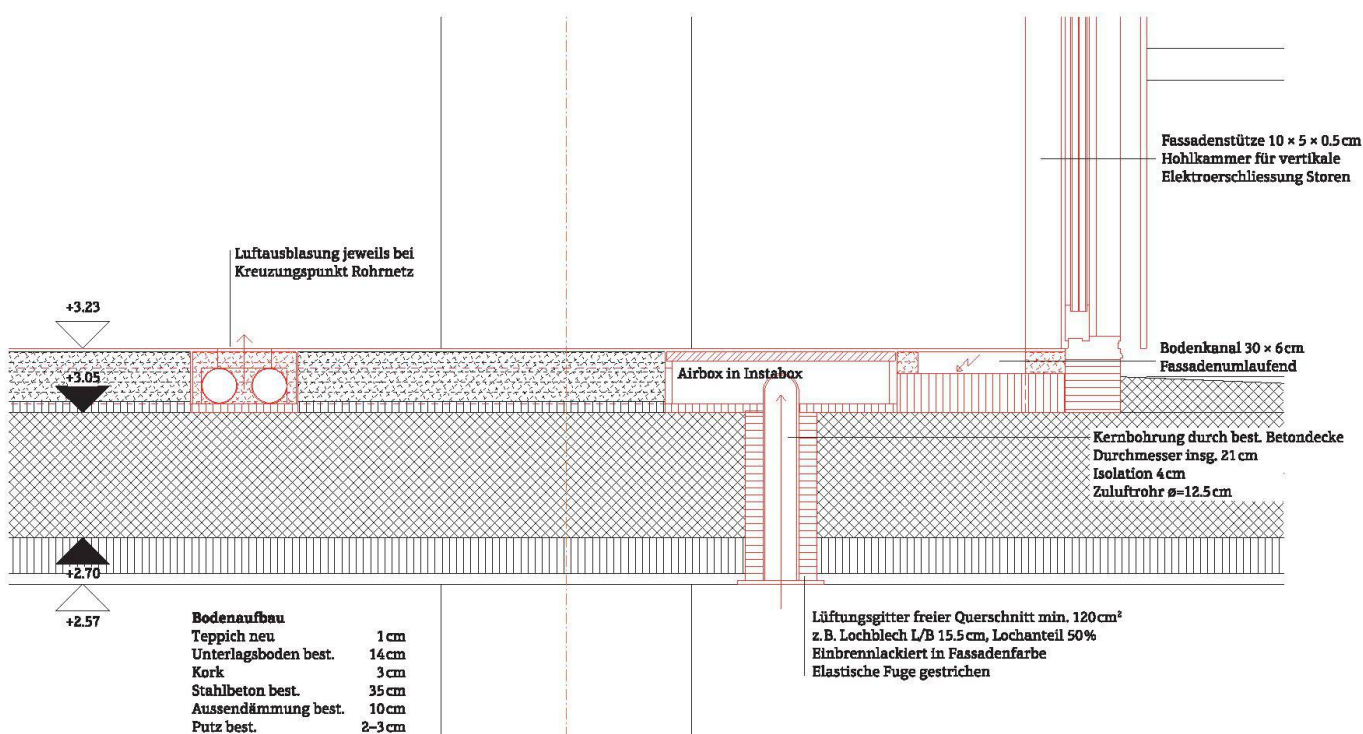 Fassadenstütze 10 × 5 × 0.5 cm
Hohlkammer für vertikale
Elektroerschliessung Storen
Luftausblasung jeweils bei
Kreuzungspunkt Rohrnetz
+3.23
Bodenkanal 30 × 6 cm
Fassadenumlaufend
+3.05
Airbox in Instabox
Kernbohrung durch best. Betondecke
Durchmesser insg. 21 cm
Isolation 4 cm
Zuluftrohr ø=12.5 cm
+2.70
+2.57
Bodenaufbau
Teppich neu 1 cm
Unterlagsboden best. 14 cm
Kork 3 cm
Stahlbeton best. 35 cm
Aussendämmung best. 10 cm
Putz best. 2–3 cm
Lüftungsgitter freier Querschnitt min. 120 cm²
z. B. Lochblech L/B 15.5 cm, Lochanteil 50%
Einbrennlackiert in Fassadenfarbe
Elastische Fuge gestrichen